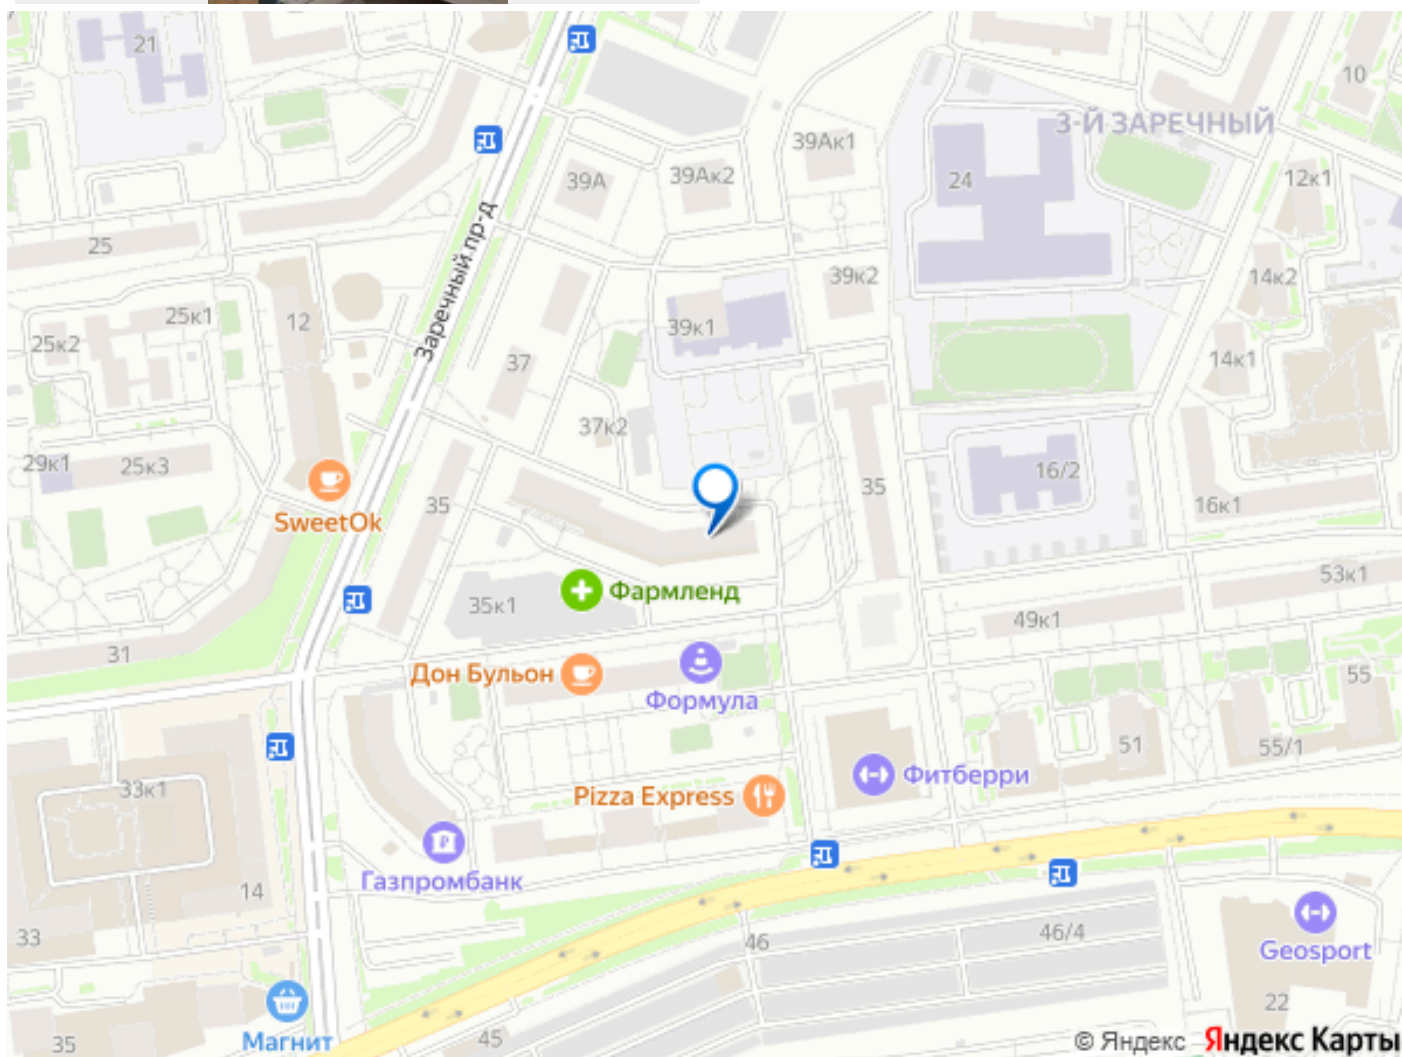 21
10
3-Й ЗАРЕЧНЫЙ
39Ак1
39А
39Ак2
24
12к1
Заречный пр-д
25
39к2
14к2
25к1
12
39к1
25к2
37
14к1
37к2
29к1
25к3
16/2
35
35
16к1
SweetOk
53к1
Фармленд
35к1
49к1
31
Дон Бульон
55
Формула
51
55/1
33к1
Фитберри
Pizza Express
Газпромбанк
14
33
46
46/4
Geosport
22
Магнит
35
45
© Яндекс Яндекс Карты